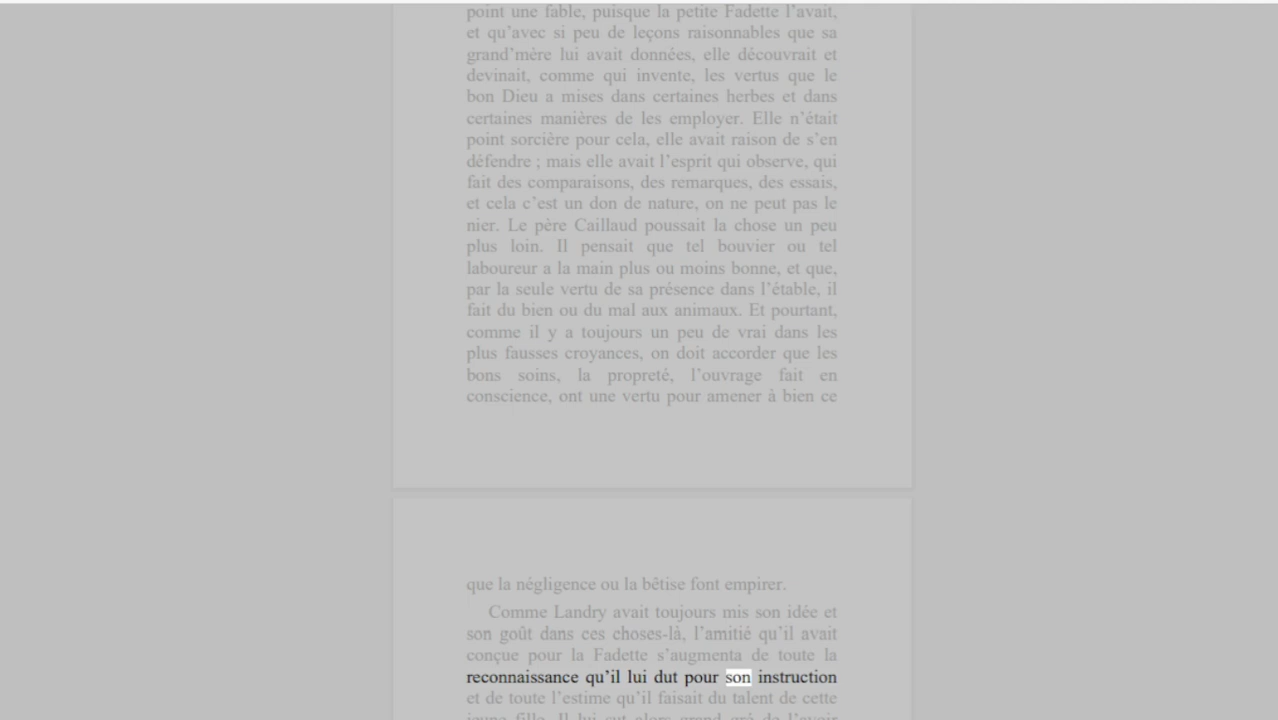 point une fable, puisque la petite Fadette l’avait,
et qu’avec si peu de leçons raisonnables que sa
grand’mère lui avait données, elle découvrait et
devinait, comme qui invente, les vertus que le
bon Dieu a mises dans certaines herbes et dans
certaines manières de les employer. Elle n’était
point sorcière pour cela, elle avait raison de s’en
défendre ; mais elle avait l’esprit qui observe, qui
fait des comparaisons, des remarques, des essais,
et cela c’est un don de nature, on ne peut pas le
nier. Le père Caillaud poussait la chose un peu
plus loin. Il pensait que tel bouvier ou tel
laboureur a la main plus ou moins bonne, et que,
par la seule vertu de sa présence dans l’étable, il
fait du bien ou du mal aux animaux. Et pourtant,
comme il y a toujours un peu de vrai dans les
plus fausses croyances, on doit accorder que les
bons soins, la propreté, l’ouvrage fait en
conscience, ont une vertu pour amener à bien ce
que la négligence ou la bêtise font empirer.
Comme Landry avait toujours mis son idée et
son goût dans ces choses-là, l’amitié qu’il avait
conçue pour la Fadette s’augmenta de toute la
reconnaissance qu’il lui dut pour son instruction
et de toute l’estime qu’il faisait du talent de cette
jeune fille. Il lui sut alors grand gré de l’avoir